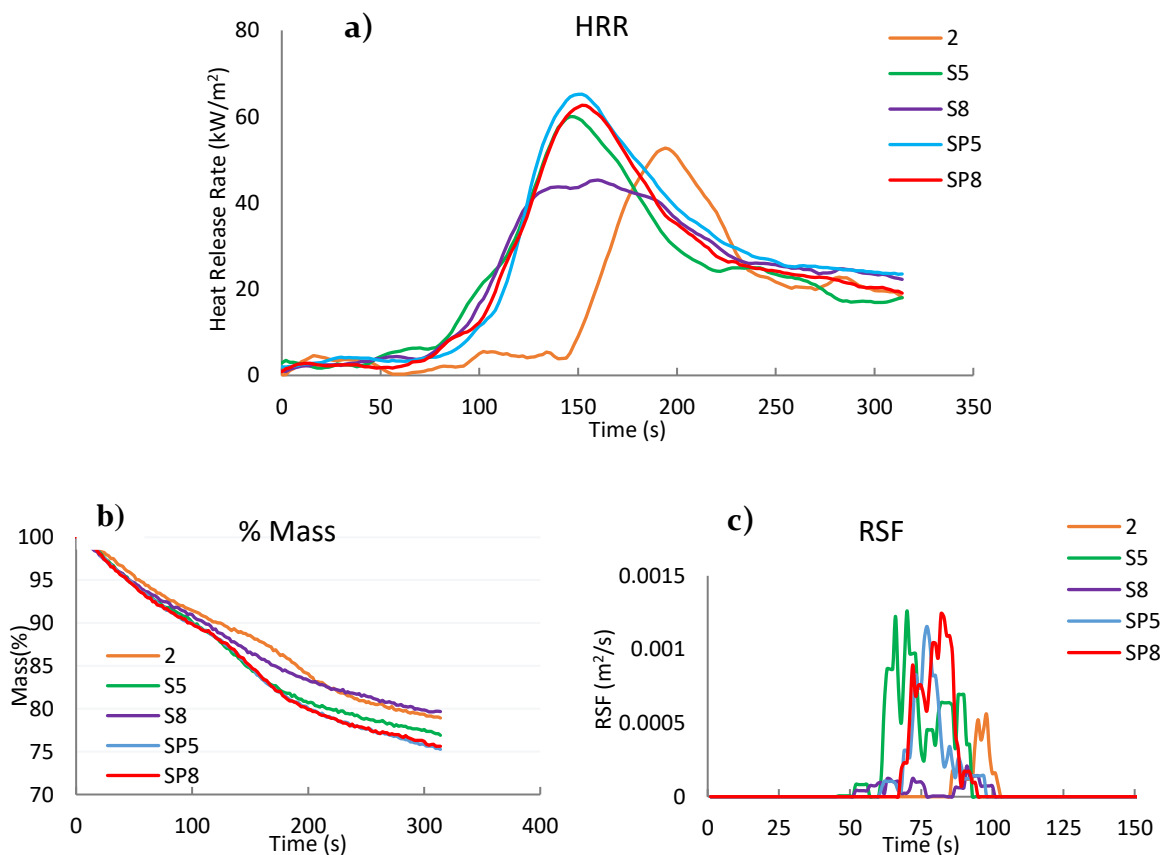 a)
HRR
80
60
40
20
0
Heat Release Rate (kW/m²)
0 50 100 150 200 250 300 350
Time (s)
2
S5
S8
SP5
SP8
b)
% Mass
100
95
90
85
80
75
70
Mass(%)
2
S5
S8
SP5
SP8
0 100 200 300 400
Time (s)
c)
RSF
2
S5
S8
SP5
SP8
0.0015
0.001
0.0005
0
RSF (m²/s)
0 25 50 75 100 125 150
Time (s)